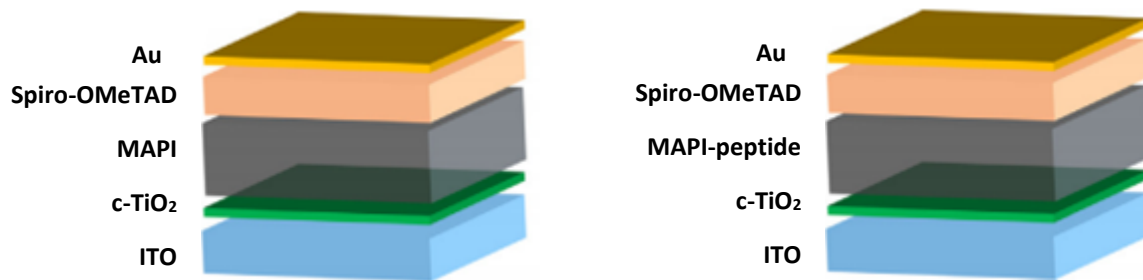 Au
Spiro-OMeTAD
MAPI
c-TiO₂
ITO
Au
Spiro-OMeTAD
MAPI-peptide
c-TiO₂
ITO